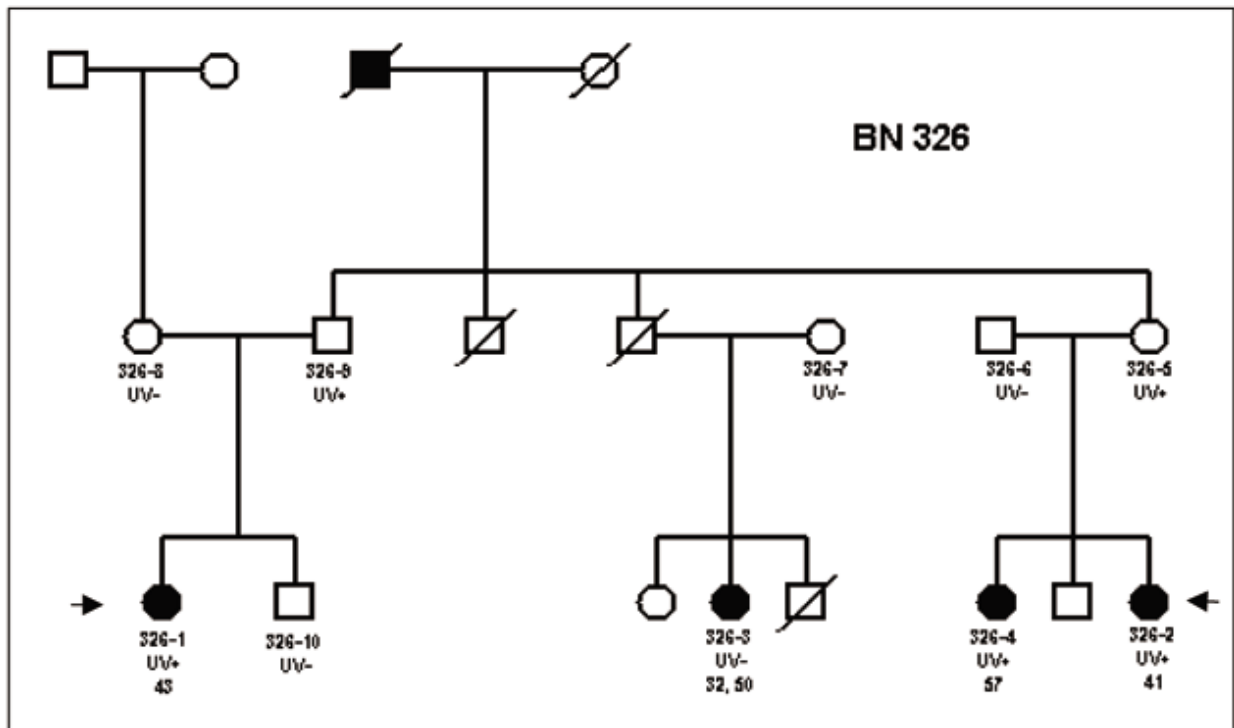 BN 326
326-8
UV-
326-9
UV+
326-7
UV-
326-6
UV-
326-5
UV+
326-1
UV+
43
326-10
UV-
326-3
UV-
32, 50
326-4
UV+
57
326-2
UV+
41